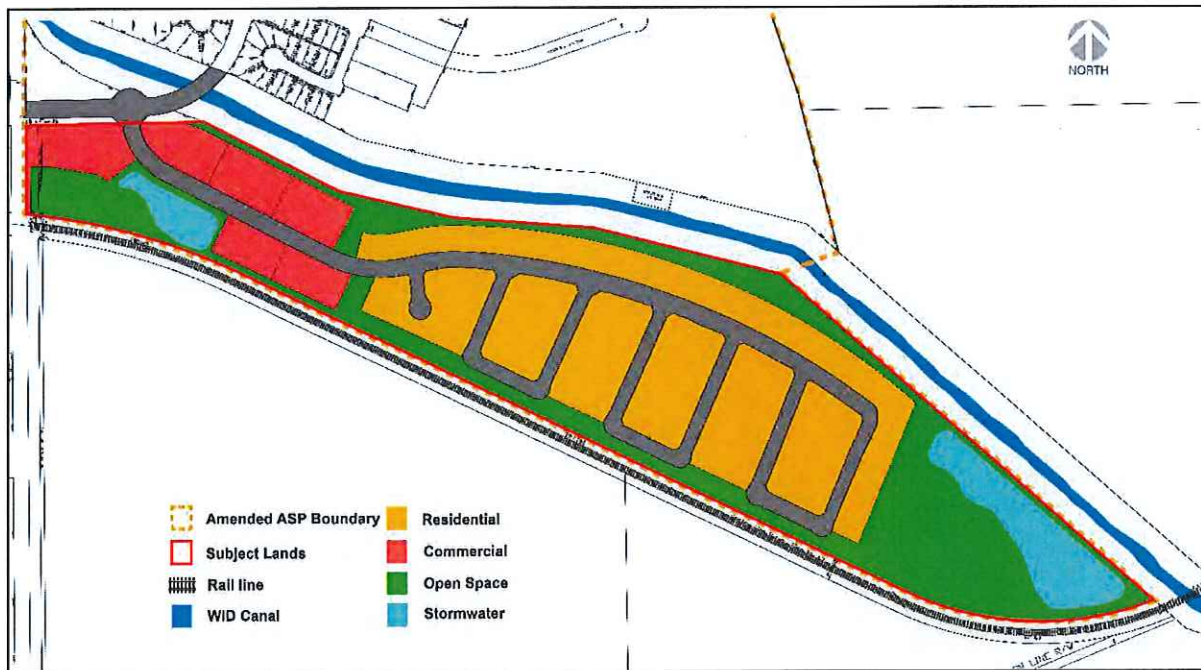 NORTH
Amended ASP Boundary
Residential
Subject Lands
Commercial
Rail line
Open Space
WID Canal
Stormwater